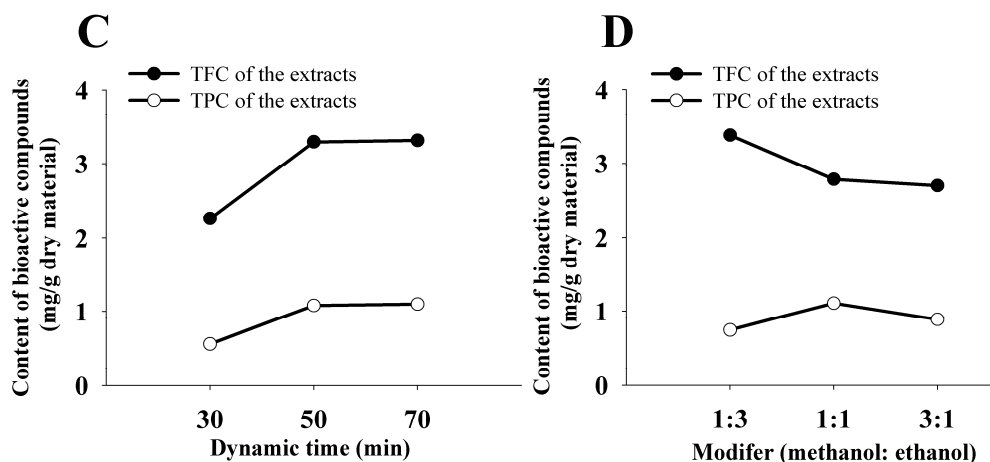 C
TFC of the extracts
TPC of the extracts
Content of bioactive compounds
(mg/g dry material)
4
3
2
1
0
30 50 70
Dynamic time (min)
D
TFC of the extracts
TPC of the extracts
Content of bioactive compounds
(mg/g dry material)
4
3
2
1
0
1:3 1:1 3:1
Modifer (methanol: ethanol)